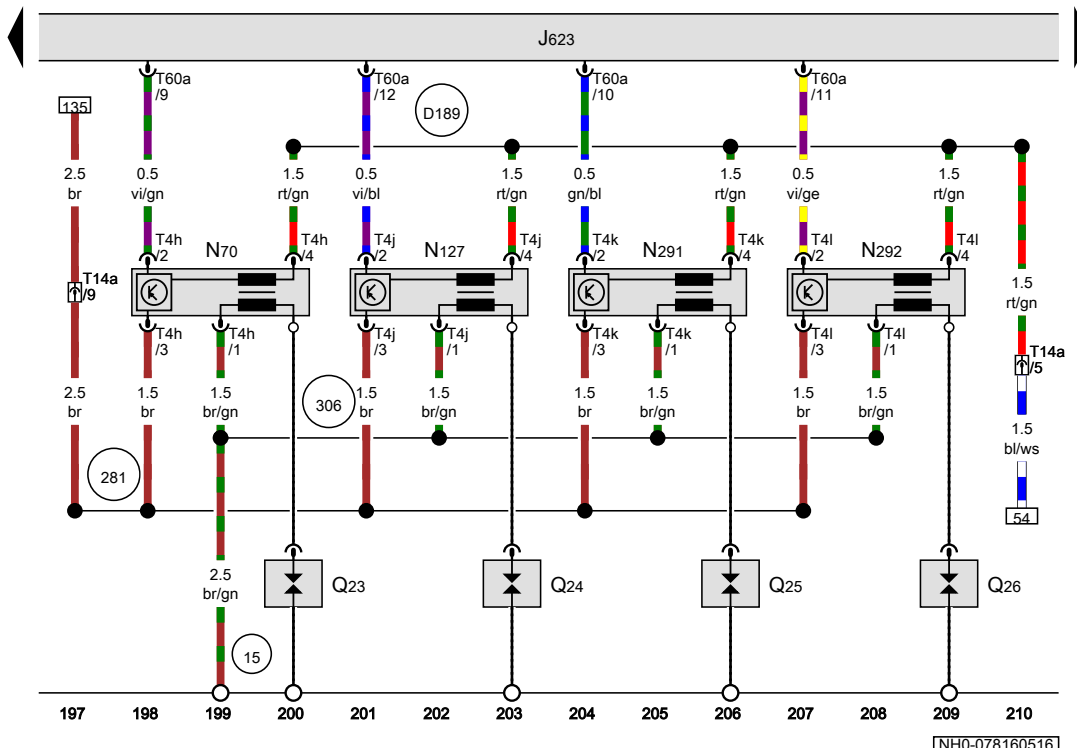 J623
T60a T60a T60a T60a
/9 /12 /10 /11
135 D189
2.5 0.5 1.5 0.5 1.5 0.5 1.5 0.5 1.5
br vi/gn rt/gn vi/bl rt/gn gn/bl rt/gn vi/ge rt/gn
T4h N70 T4h T4j N127 T4j T4k N291 T4k T4l N292 T4l
/2 /4 /2 /4 /2 /4 /2 /4
T14a
/9
1.5
rt/gn
T4h T4h T4j T4j T4k T4k T4l T4l
/3 /1 /3 /1 /3 /1 /3 /1
T14a
/5
2.5 1.5 1.5 306 1.5 1.5 1.5 1.5 1.5 1.5
br br br/gn br br/gn br br/gn br br/gn
1.5
bl/ws
281
54
2.5
br/gn
Q23 Q24 Q25 Q26
15
197 198 199 200 201 202 203 204 205 206 207 208 209 210
NH0-078160516